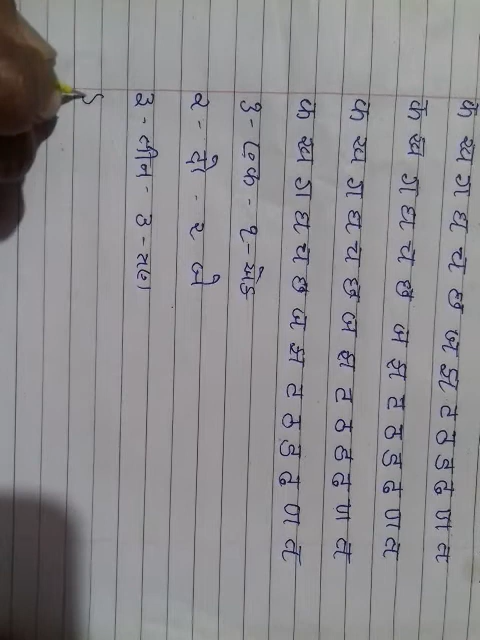 क ख ग घ च छ ज झ ट ठ ड ढ ण त
क ख ग घ च छ ज झ ट ठ ड ढ ण त
क ख ग घ च छ ज झ ट ठ ड ढ ण त
क ख ग घ च छ ज झ ट ठ ड ढ ण त
१ - एक - १ -
२ - दो - २
३ - तीन - ३ -